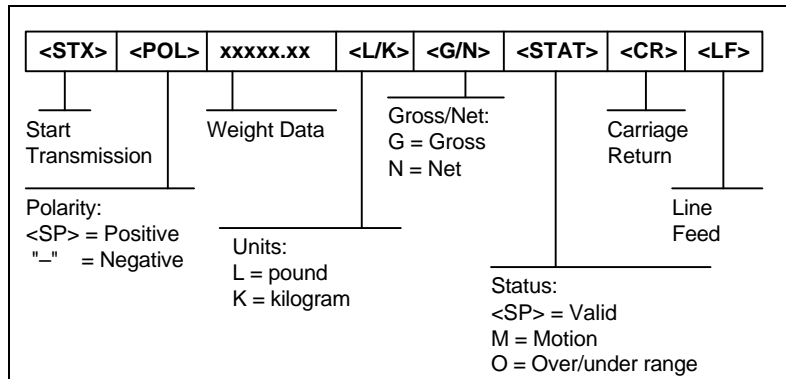 <STX> <POL> xxxxx.xx <L/K> <G/N> <STAT> <CR> <LF>
Start
Transmission
Weight Data
Gross/Net:
G = Gross
N = Net
Carriage
Return
Polarity:
<SP> = Positive
"–" = Negative
Units:
L = pound
K = kilogram
Line
Feed
Status:
<SP> = Valid
M = Motion
O = Over/under range